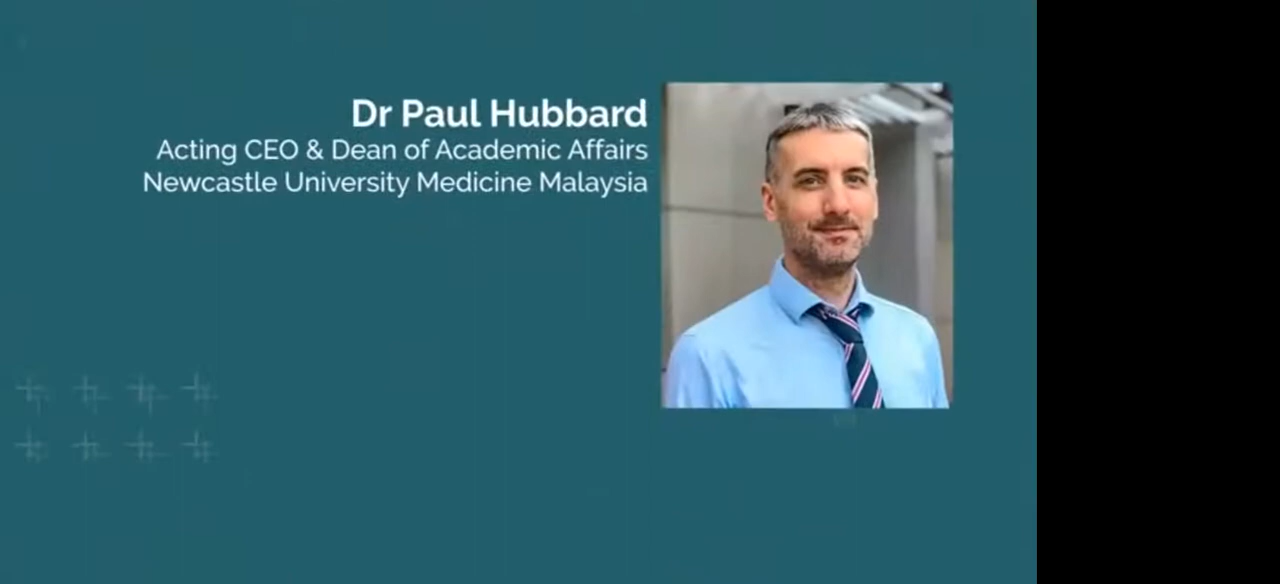 Dr Paul Hubbard
Acting CEO & Dean of Academic Affairs
Newcastle University Medicine Malaysia